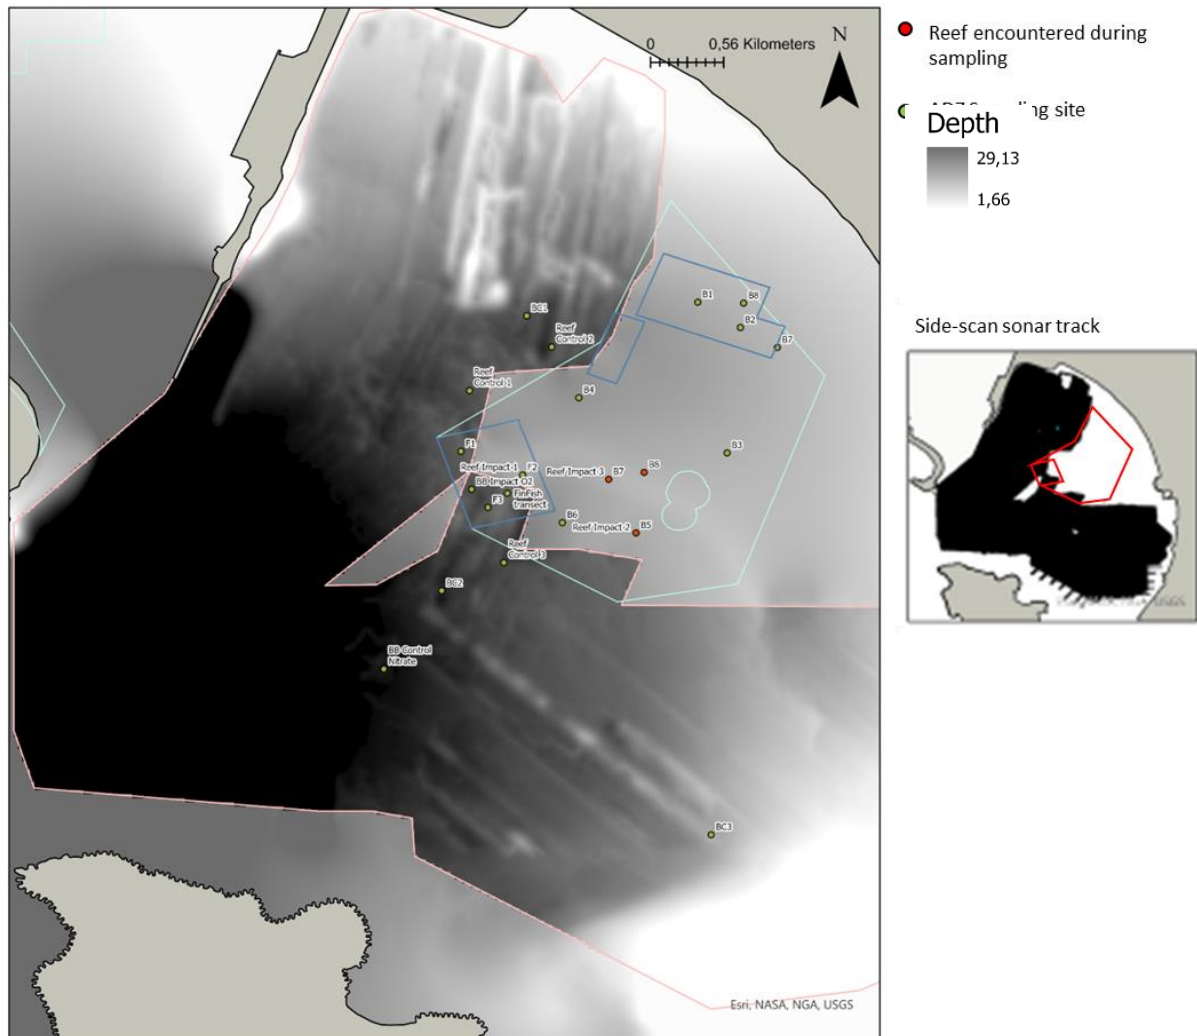 N
0 0,56 Kilometers
Reef encountered during
sampling
ng site
Depth
29,13
1,66
Side-scan sonar track
B1
B8
B2
B7
BC1
Reef
Control 2
Reef
Control 1
B4
F1
B3
Reef Impact 1
F2
Reef Impact 3
B7
B8
BB Impact O2
FinFish
transect
F3
B6
Reef Impact 2
B5
Reef
Control 3
BC2
BB Control
Nitrate
BC3
Esri, NASA, NGA, USGS